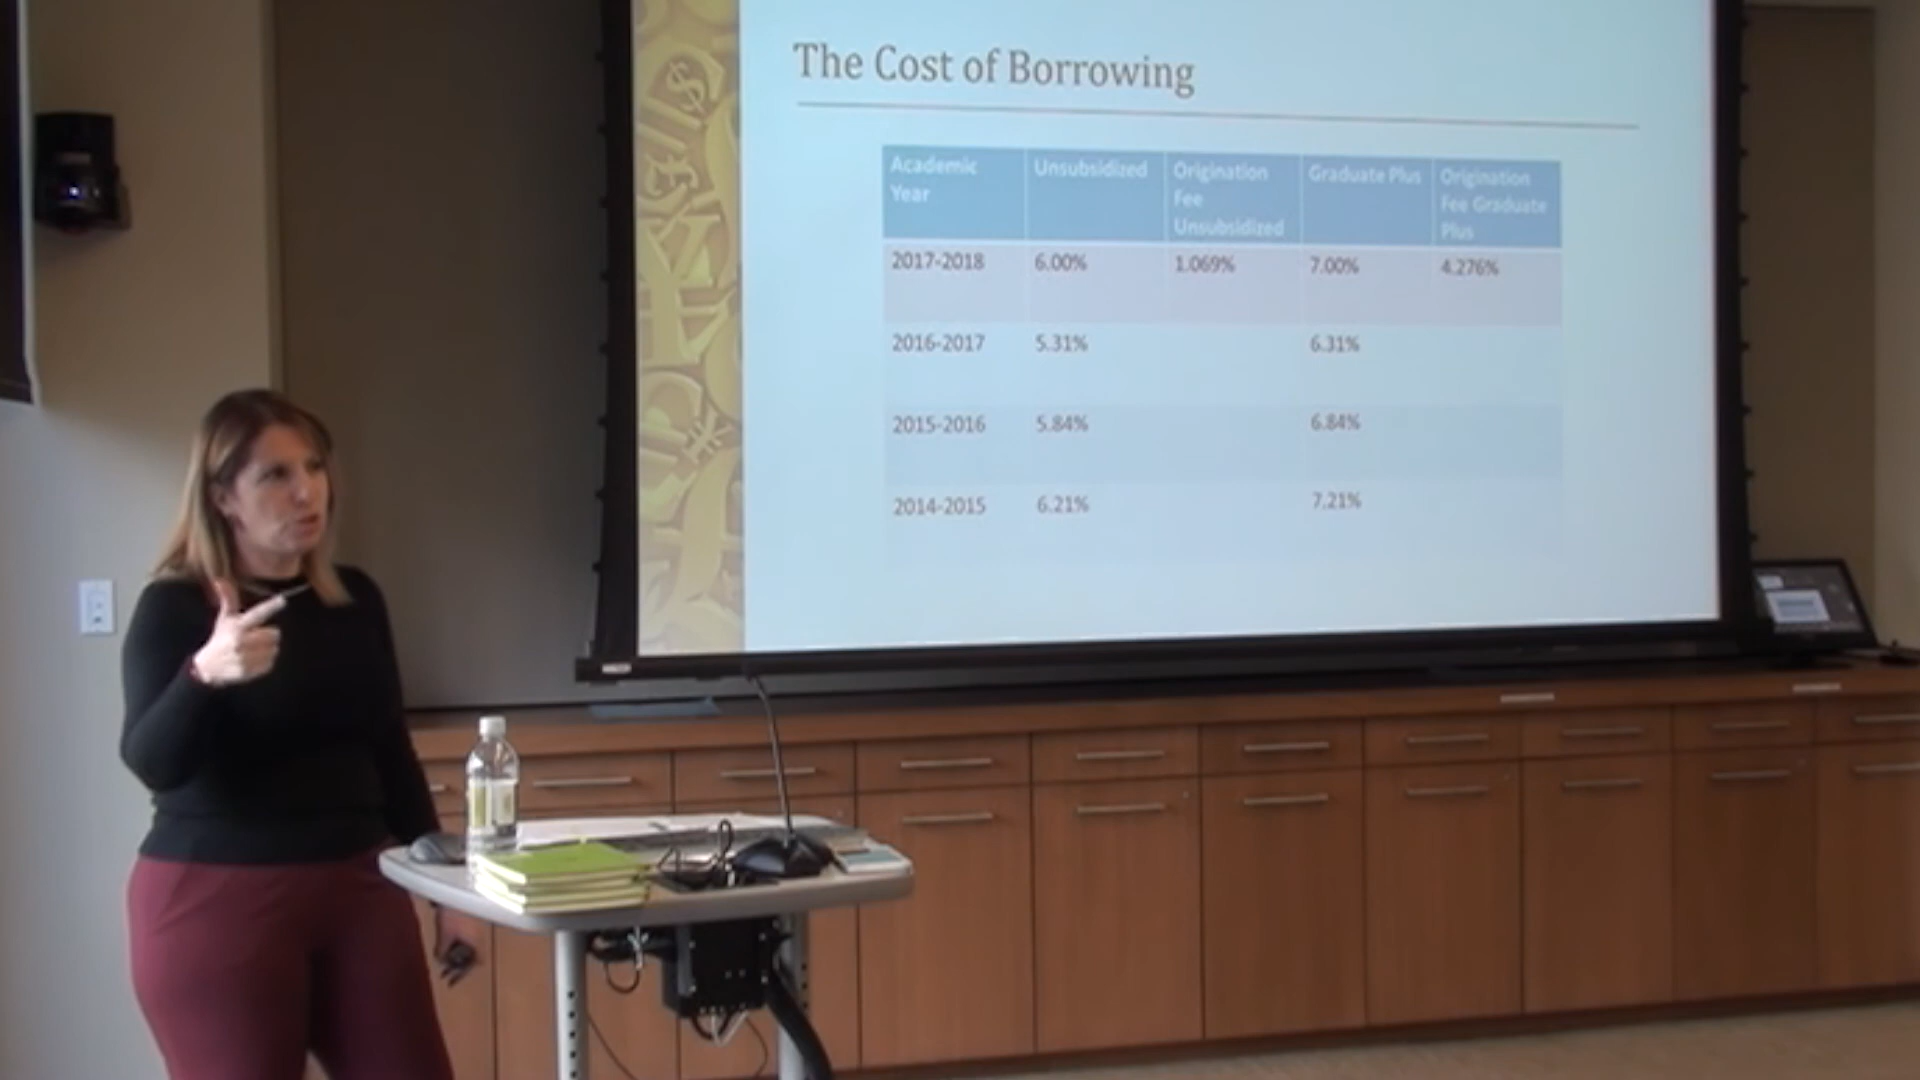 The Cost of Borrowing
Academic Year Unsubsidized Origination Fee Unsubsidized Graduate Plus Origination Fee Graduate Plus
2017-2018 6.00% 1.069% 7.00% 4.276%
2016-2017 5.31% 6.31%
2015-2016 5.84% 6.84%
2014-2015 6.21% 7.21%